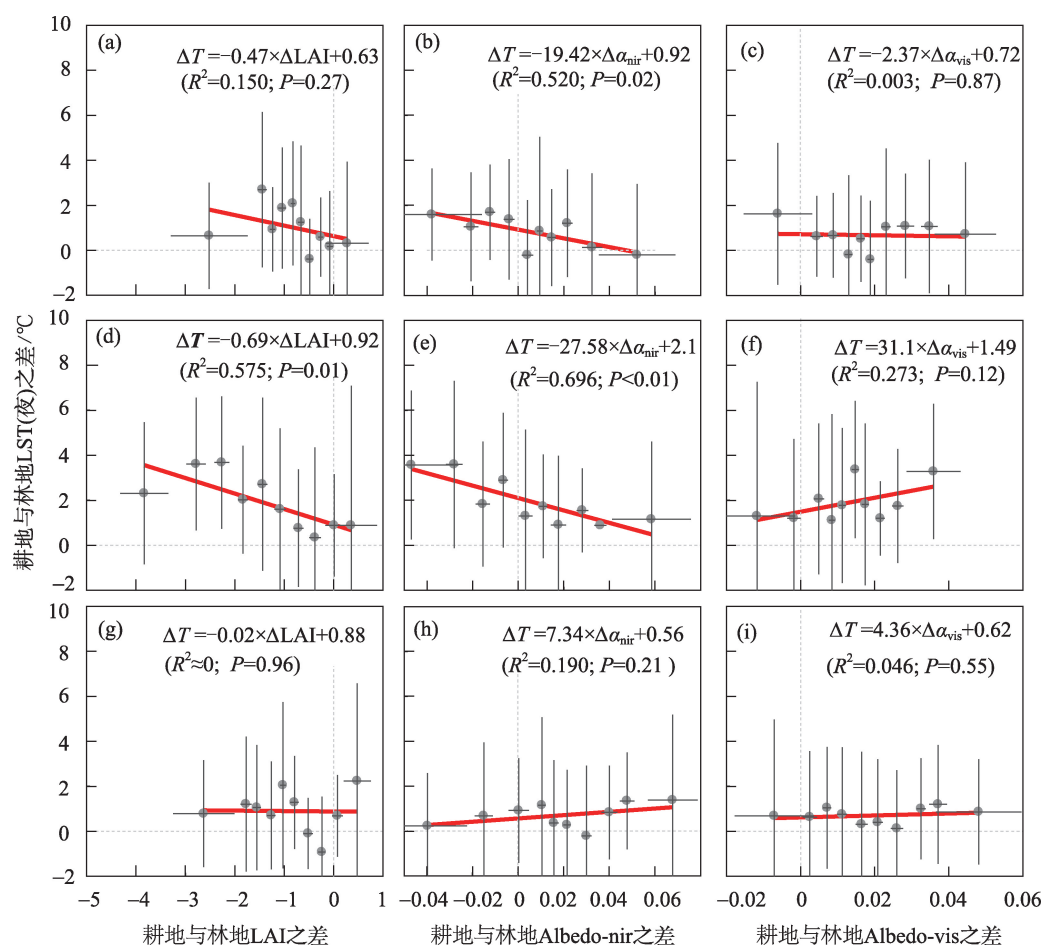 耕地与林地LST(夜)之差/℃
10
8
6
4
2
0
−2
(a)
ΔT=−0.47×ΔLAI+0.63
(R²=0.150; P=0.27)
(b)
ΔT=−19.42×Δαnir+0.92
(R²=0.520; P=0.02)
(c)
ΔT=−2.37×Δαvis+0.72
(R²=0.003; P=0.87)
10
8
6
4
2
0
−2
(d)
ΔT=−0.69×ΔLAI+0.92
(R²=0.575; P=0.01)
(e)
ΔT=−27.58×Δαnir+2.1
(R²=0.696; P<0.01)
(f)
ΔT=31.1×Δαvis+1.49
(R²=0.273; P=0.12)
10
8
6
4
2
0
−2
(g)
ΔT=−0.02×ΔLAI+0.88
(R²≈0; P=0.96)
(h)
ΔT=7.34×Δαnir+0.56
(R²=0.190; P=0.21 )
(i)
ΔT=4.36×Δαvis+0.62
(R²=0.046; P=0.55)
−5 −4 −3 −2 −1 0 1
−0.04 −0.02 0 0.02 0.04 0.06
−0.02 0 0.02 0.04 0.06
耕地与林地LAI之差
耕地与林地Albedo-nir之差
耕地与林地Albedo-vis之差